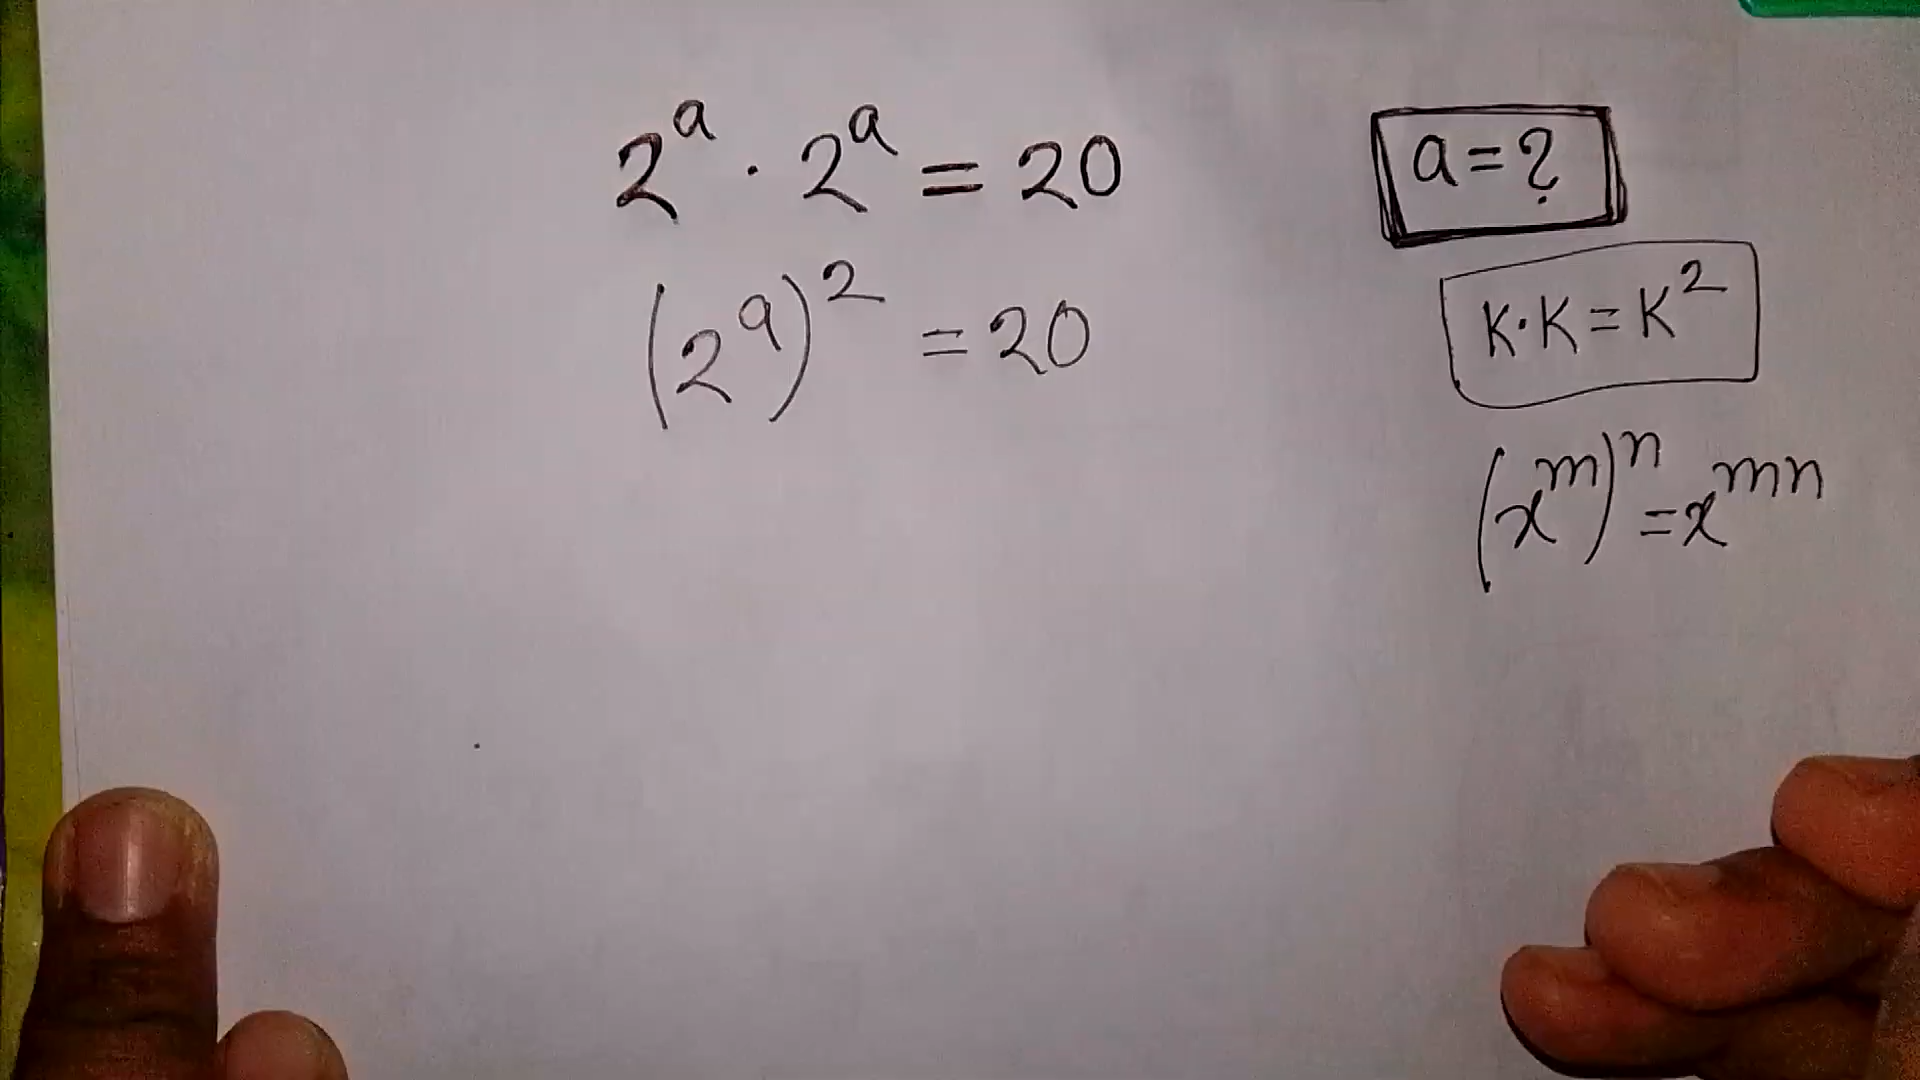 2^a · 2^a = 20
a = ?
(2^a)^2 = 20
K·K = K^2
(x^m)^n = x^mn